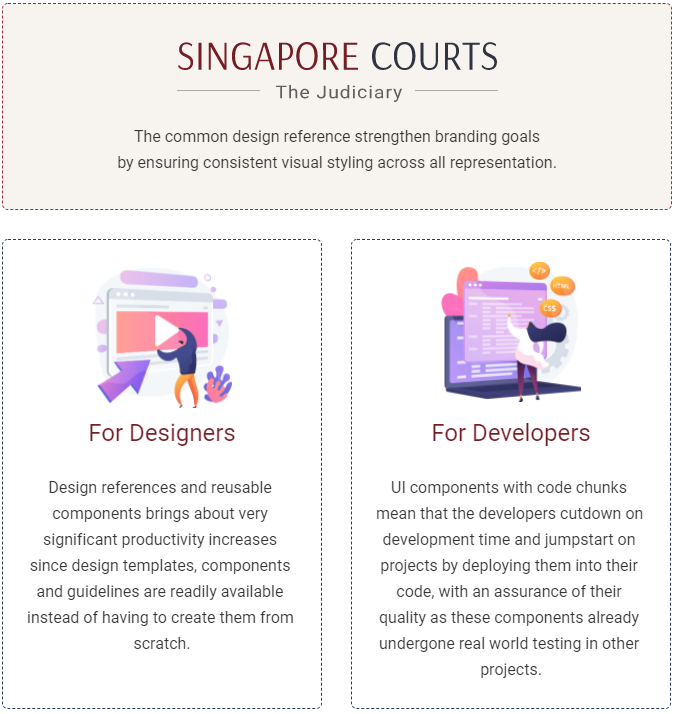 SINGAPORE COURTS
The Judiciary
The common design reference strengthen branding goals
by ensuring consistent visual styling across all representation.
</>
HTML
CSS
For Designers
Design references and reusable
components brings about very
significant productivity increases
since design templates, components
and guidelines are readily available
instead of having to create them from
scratch.
For Developers
UI components with code chunks
mean that the developers cutdown on
development time and jumpstart on
projects by deploying them into their
code, with an assurance of their
quality as these components already
undergone real world testing in other
projects.